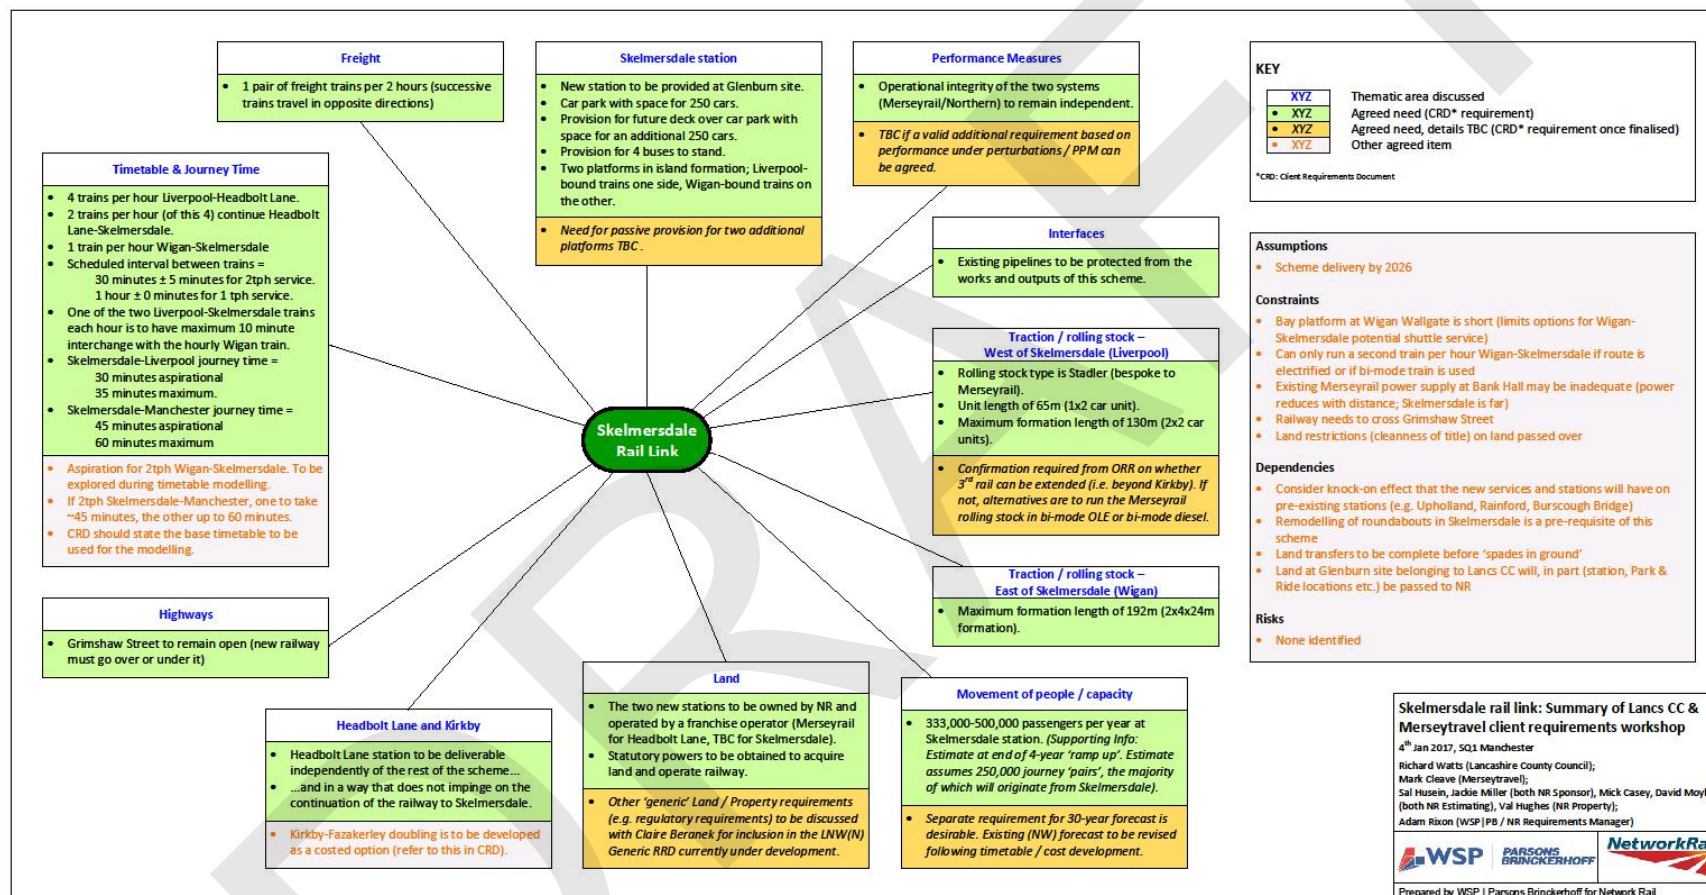 Freight
• 1 pair of freight trains per 2 hours (successive
trains travel in opposite directions)
Skelmersdale station
• New station to be provided at Glenburn site.
• Car park with space for 250 cars.
• Provision for future deck over car park with
space for an additional 250 cars.
• Provision for 4 buses to stand.
• Two platforms in island formation; Liverpool-
bound trains one side, Wigan-bound trains on
the other.
• Need for passive provision for two additional
platforms TBC .
Performance Measures
• Operational integrity of the two systems
(Merseyrail/Northern) to remain independent.
• TBC if a valid additional requirement based on
performance under perturbations / PPM can
be agreed.
KEY
XYZ Thematic area discussed
• XYZ Agreed need (CRD* requirement)
• XYZ Agreed need, details TBC (CRD* requirement once finalised)
• XYZ Other agreed item
*CRD: Client Requirements Document
Timetable & Journey Time
• 4 trains per hour Liverpool-Headbolt Lane.
• 2 trains per hour (of this 4) continue Headbolt
Lane-Skelmersdale.
• 1 train per hour Wigan-Skelmersdale
• Scheduled interval between trains =
30 minutes ± 5 minutes for 2tph service.
1 hour ± 0 minutes for 1 tph service.
• One of the two Liverpool-Skelmersdale trains
each hour is to have maximum 10 minute
interchange with the hourly Wigan train.
• Skelmersdale-Liverpool journey time =
30 minutes aspirational
35 minutes maximum.
• Skelmersdale-Manchester journey time =
45 minutes aspirational
60 minutes maximum
• Aspiration for 2tph Wigan-Skelmersdale. To be
explored during timetable modelling.
• If 2tph Skelmersdale-Manchester, one to take
~45 minutes, the other up to 60 minutes.
• CRD should state the base timetable to be
used for the modelling.
Interfaces
• Existing pipelines to be protected from the
works and outputs of this scheme.
Traction / rolling stock –
West of Skelmersdale (Liverpool)
• Rolling stock type is Stadler (bespoke to
Merseyrail).
• Unit length of 65m (1x2 car unit).
• Maximum formation length of 130m (2x2 car
units).
• Confirmation required from ORR on whether
3rd rail can be extended (i.e. beyond Kirkby). If
not, alternatives are to run the Merseyrail
rolling stock in bi-mode OLE or bi-mode diesel.
Skelmersdale
Rail Link
Traction / rolling stock –
East of Skelmersdale (Wigan)
• Maximum formation length of 192m (2x4x24m
formation).
Assumptions
• Scheme delivery by 2026
Constraints
• Bay platform at Wigan Wallgate is short (limits options for Wigan-
Skelmersdale potential shuttle service)
• Can only run a second train per hour Wigan-Skelmersdale if route is
electrified or if bi-mode train is used
• Existing Merseyrail power supply at Bank Hall may be inadequate (power
reduces with distance; Skelmersdale is far)
• Railway needs to cross Grimshaw Street
• Land restrictions (cleanness of title) on land passed over
Dependencies
• Consider knock-on effect that the new services and stations will have on
pre-existing stations (e.g. Upholland, Rainford, Burscough Bridge)
• Remodelling of roundabouts in Skelmersdale is a pre-requisite of this
scheme
• Land transfers to be complete before ‘spades in ground’
• Land at Glenburn site belonging to Lancs CC will, in part (station, Park &
Ride locations etc.) be passed to NR
Risks
• None identified
Highways
• Grimshaw Street to remain open (new railway
must go over or under it)
Headbolt Lane and Kirkby
• Headbolt Lane station to be deliverable
independently of the rest of the scheme...
• ...and in a way that does not impinge on the
continuation of the railway to Skelmersdale.
• Kirkby-Fazakerley doubling is to be developed
as a costed option (refer to this in CRD).
Land
• The two new stations to be owned by NR and
operated by a franchise operator (Merseyrail
for Headbolt Lane, TBC for Skelmersdale).
• Statutory powers to be obtained to acquire
land and operate railway.
• Other ‘generic’ Land / Property requirements
(e.g. regulatory requirements) to be discussed
with Claire Beranek for inclusion in the LNW(N)
Generic RRD currently under development.
Movement of people / capacity
• 333,000-500,000 passengers per year at
Skelmersdale station. (Supporting Info:
Estimate at end of 4-year ‘ramp up’. Estimate
assumes 250,000 journey ‘pairs’, the majority
of which will originate from Skelmersdale).
• Separate requirement for 30-year forecast is
desirable. Existing (NW) forecast to be revised
following timetable / cost development.
Skelmersdale rail link: Summary of Lancs CC &
Merseytravel client requirements workshop
4th Jan 2017, SQ1 Manchester
Richard Watts (Lancashire County Council);
Mark Cleave (Merseytravel);
Sal Husein, Jackie Miller (both NR Sponsor), Mick Casey, David Moyl
(both NR Estimating), Val Hughes (NR Property);
Adam Rixon (WSP|PB / NR Requirements Manager)
WSP PARSONS
BRINCKERHOFF
NetworkRa
Prepared by WSP | Parsons Brinckerhoff for Network Rail
DRAFT